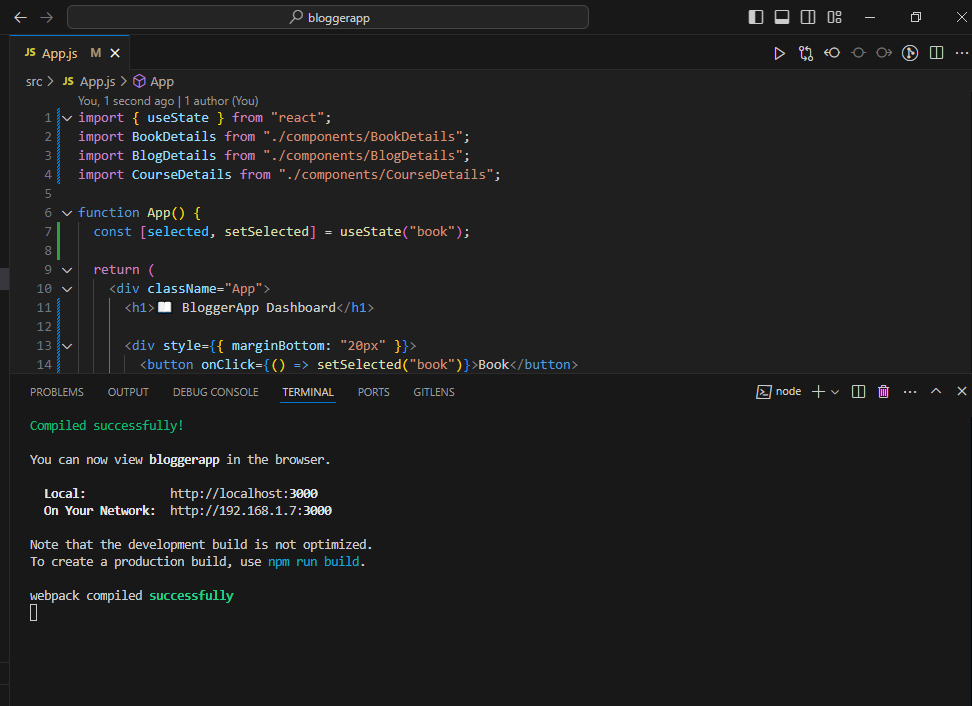 bloggerapp
JS App.js M
src > JS App.js > App
You, 1 second ago | 1 author (You)
1 import { useState } from "react";
2 import BookDetails from "./components/BookDetails";
3 import BlogDetails from "./components/BlogDetails";
4 import CourseDetails from "./components/CourseDetails";
5
6 function App() {
7 const [selected, setSelected] = useState("book");
8
9 return (
10 <div className="App">
11 <h1>📖 BloggerApp Dashboard</h1>
12
13 <div style={{ marginBottom: "20px" }}>
14 <button onClick={() => setSelected("book")}>Book</button>
PROBLEMS OUTPUT DEBUG CONSOLE TERMINAL PORTS GITLENS node
Compiled successfully!
You can now view bloggerapp in the browser.
Local: http://localhost:3000
On Your Network: http://192.168.1.7:3000
Note that the development build is not optimized.
To create a production build, use npm run build.
webpack compiled successfully